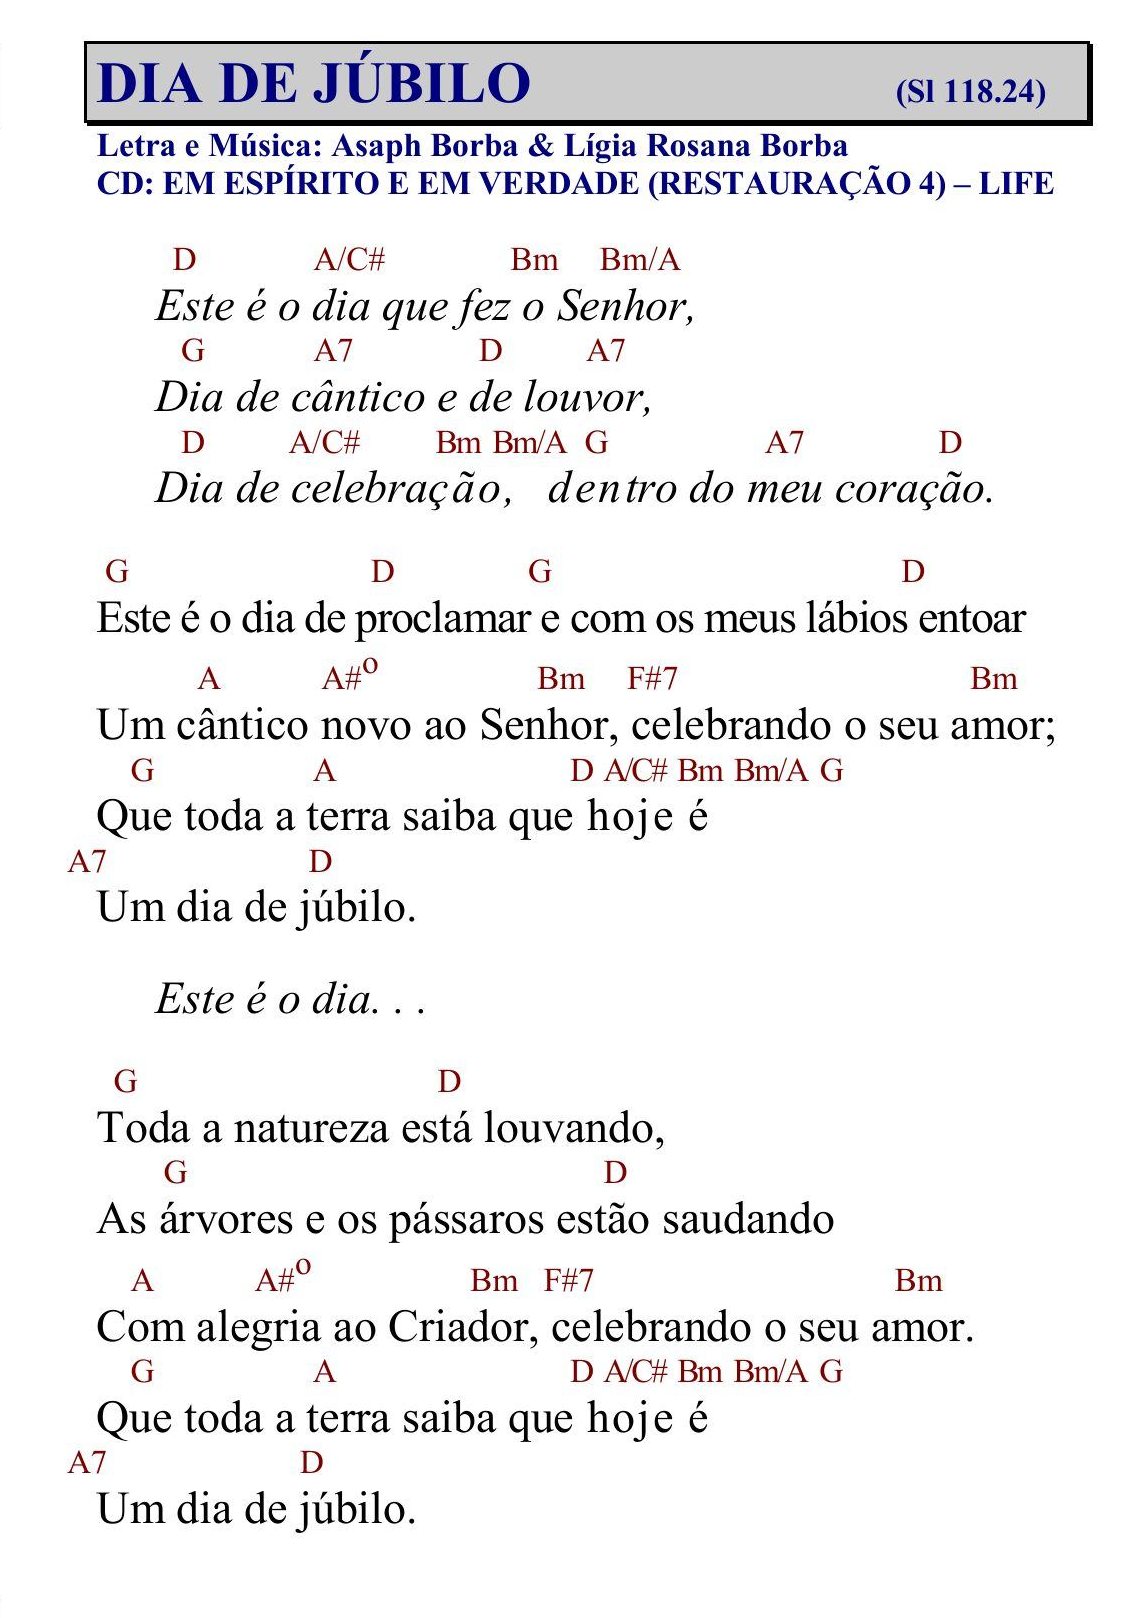 DIA DE JÚBILO (Sl 118.24)
Letra e Música: Asaph Borba & Lígia Rosana Borba
CD: EM ESPÍRITO E EM VERDADE (RESTAURAÇÃO 4) – LIFE
D A/C# Bm Bm/A
Este é o dia que fez o Senhor,
G A7 D A7
Dia de cântico e de louvor,
D A/C# Bm Bm/A G A7 D
Dia de celebração, dentro do meu coração.
G D G D
Este é o dia de proclamar e com os meus lábios entoar
A A#º Bm F#7 Bm
Um cântico novo ao Senhor, celebrando o seu amor;
G A D A/C# Bm Bm/A G
Que toda a terra saiba que hoje é
A7 D
Um dia de júbilo.
Este é o dia. . .
G D
Toda a natureza está louvando,
G D
As árvores e os pássaros estão saudando
A A#º Bm F#7 Bm
Com alegria ao Criador, celebrando o seu amor.
G A D A/C# Bm Bm/A G
Que toda a terra saiba que hoje é
A7 D
Um dia de júbilo.